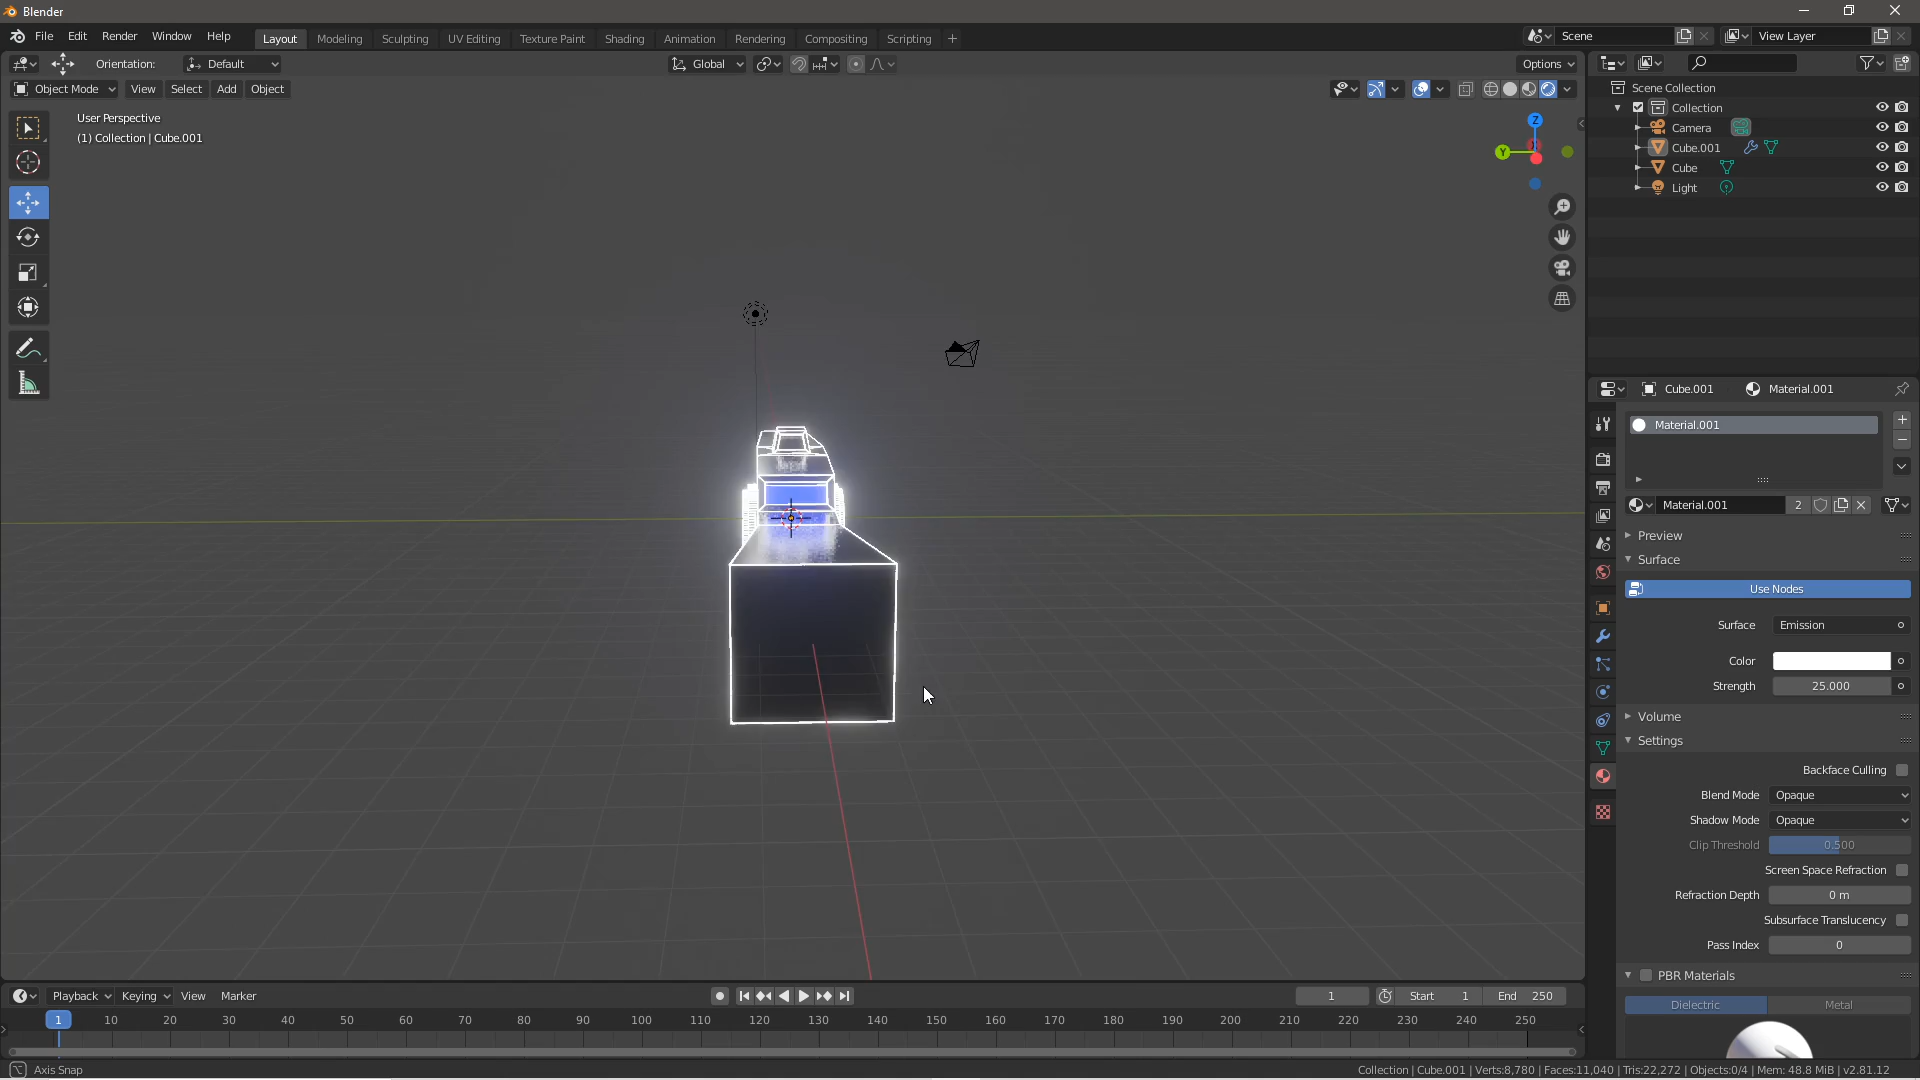 Blender
File Edit Render Window Help Layout Modeling Sculpting UV Editing Texture Paint Shading Animation Rendering Compositing Scripting + Scene View Layer
Orientation: Default Global Options
Object Mode View Select Add Object
User Perspective
(1) Collection | Cube.001
Z
Y
Scene Collection
Collection
Camera
Cube.001
Cube
Light
Cube.001 Material.001
Material.001
Material.001 2
Preview
Surface
Use Nodes
Surface Emission
Color
Strength 25.000
Volume
Settings
Backface Culling
Blend Mode Opaque
Shadow Mode Opaque
Clip Threshold 0.500
Screen Space Refraction
Refraction Depth 0 m
Subsurface Translucency
Pass Index 0
PBR Materials
Dielectric Metal
Playback Keying View Marker 1 Start 1 End 250
1 10 20 30 40 50 60 70 80 90 100 110 120 130 140 150 160 170 180 190 200 210 220 230 240 250
Axis Snap
Collection | Cube.001 | Verts:8,780 | Faces:11,040 | Tris:22,272 | Objects:0/4 | Mem: 48.8 MiB | v2.81.12